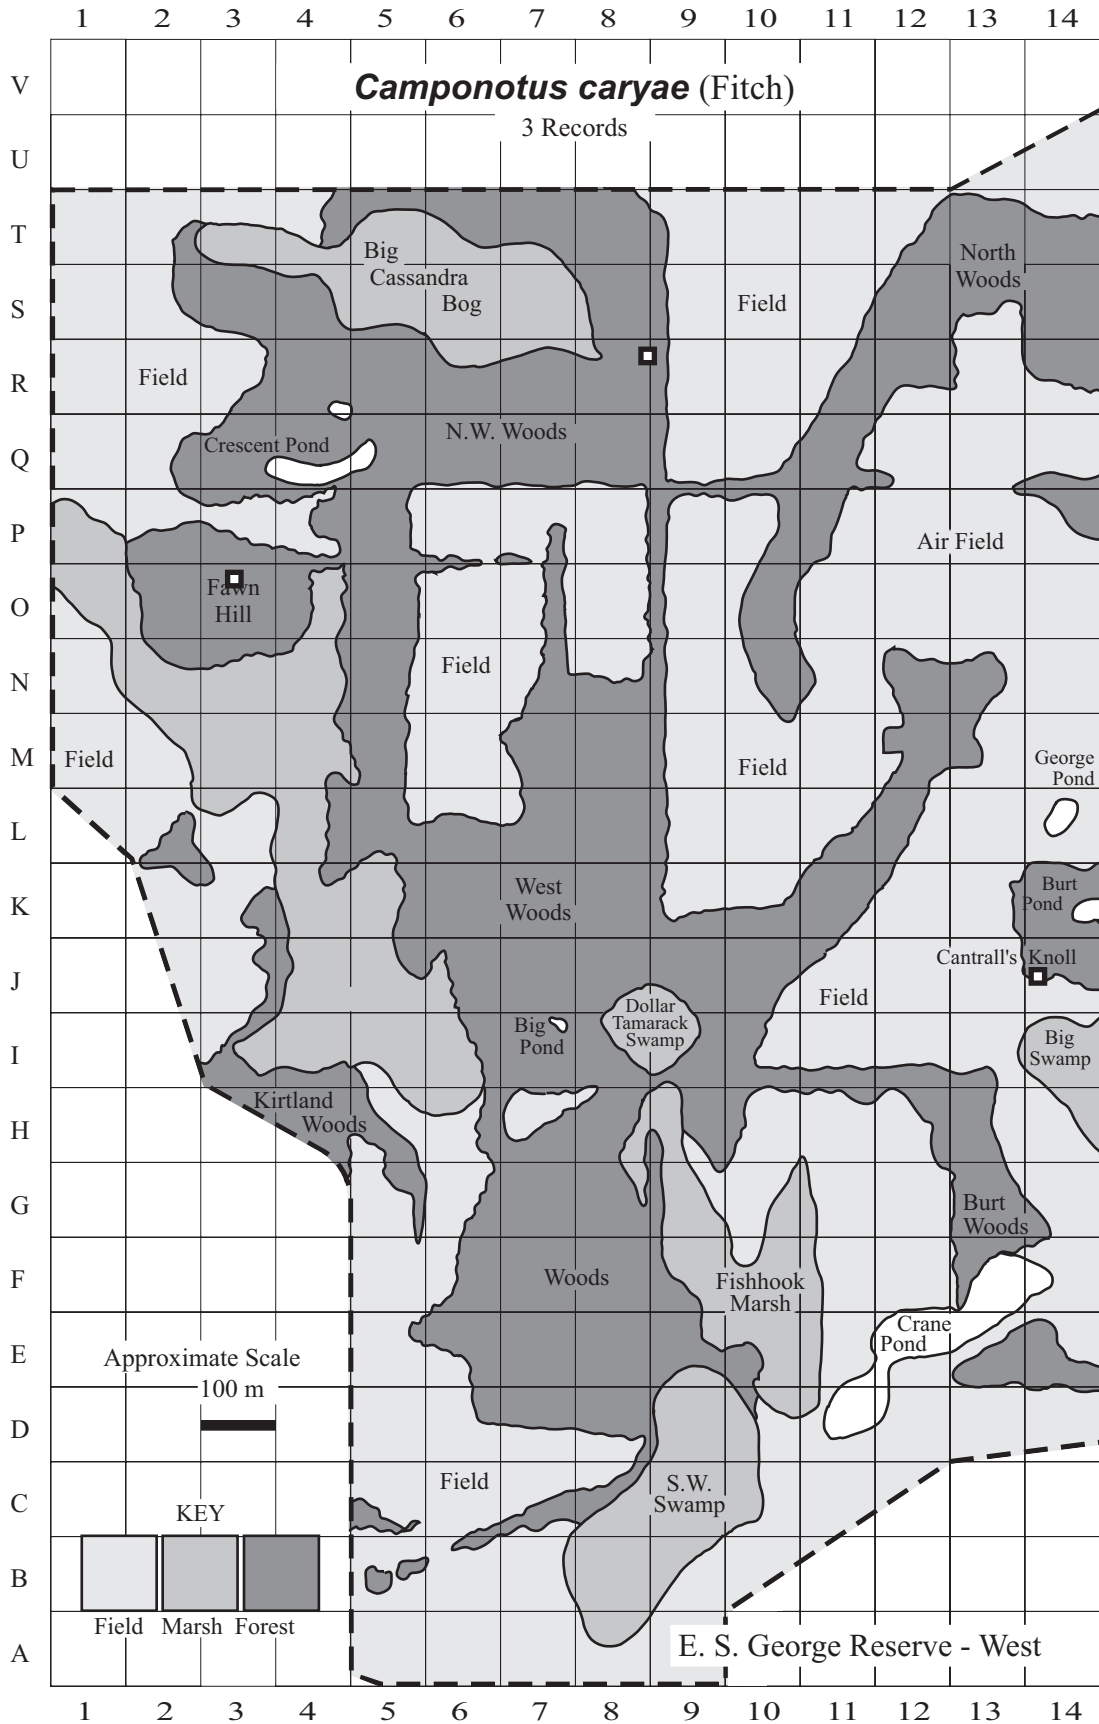 1 2 3 4 5 6 7 8 9 10 11 12 13 14
V
Camponotus caryae (Fitch)
3 Records
U
T
Big
Cassandra
Bog
North
Woods
S
Field
R
Field
N.W. Woods
Crescent Pond
Q
P
Air Field
Fawn
Hill
O
Field
N
M
Field
Field
George
Pond
L
West
Woods
Burt
Pond
K
Cantrall's Knoll
J
Field
Dollar
Tamarack
Swamp
Big
Pond
Big
Swamp
I
Kirtland
Woods
H
G
Burt
Woods
F
Woods
Fishhook
Marsh
Crane
Pond
E
Approximate Scale
100 m
D
Field
S.W.
Swamp
C
KEY
B
Field Marsh Forest
A
E. S. George Reserve - West
1 2 3 4 5 6 7 8 9 10 11 12 13 14